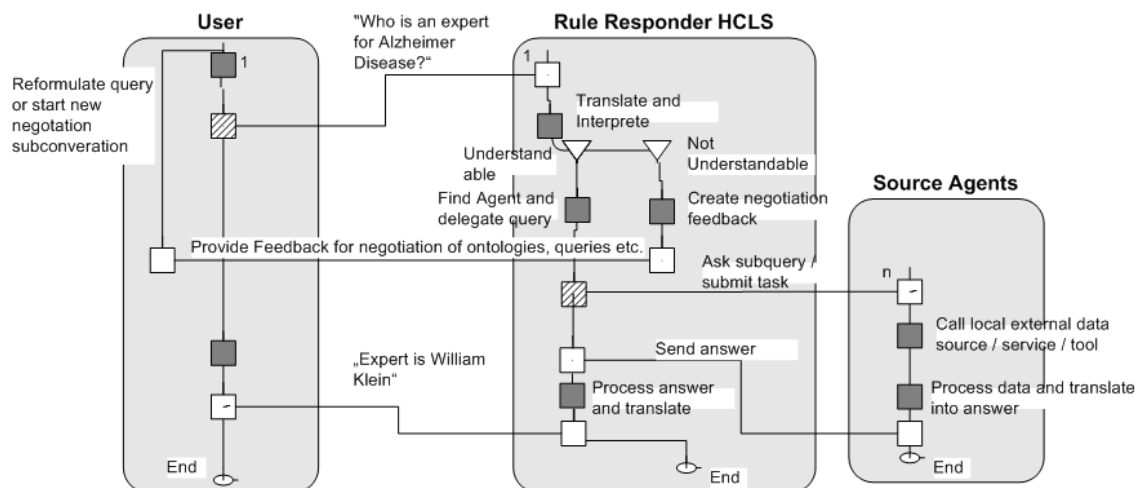 User
Rule Responder HCLS
Source Agents
"Who is an expert
for Alzheimer
Disease?“
1
1
Reformulate query
or start new
negotation
subconveration
Translate and
Interprete
Understand
able
Not
Understandable
Find Agent and
delegate query
Create negotiation
feedback
Provide Feedback for negotiation of ontologies, queries etc.
Ask subquery /
submit task
n
Call local external data
source / service / tool
Send answer
„Expert is William
Klein“
Process answer
and translate
Process data and translate
into answer
End
End
End